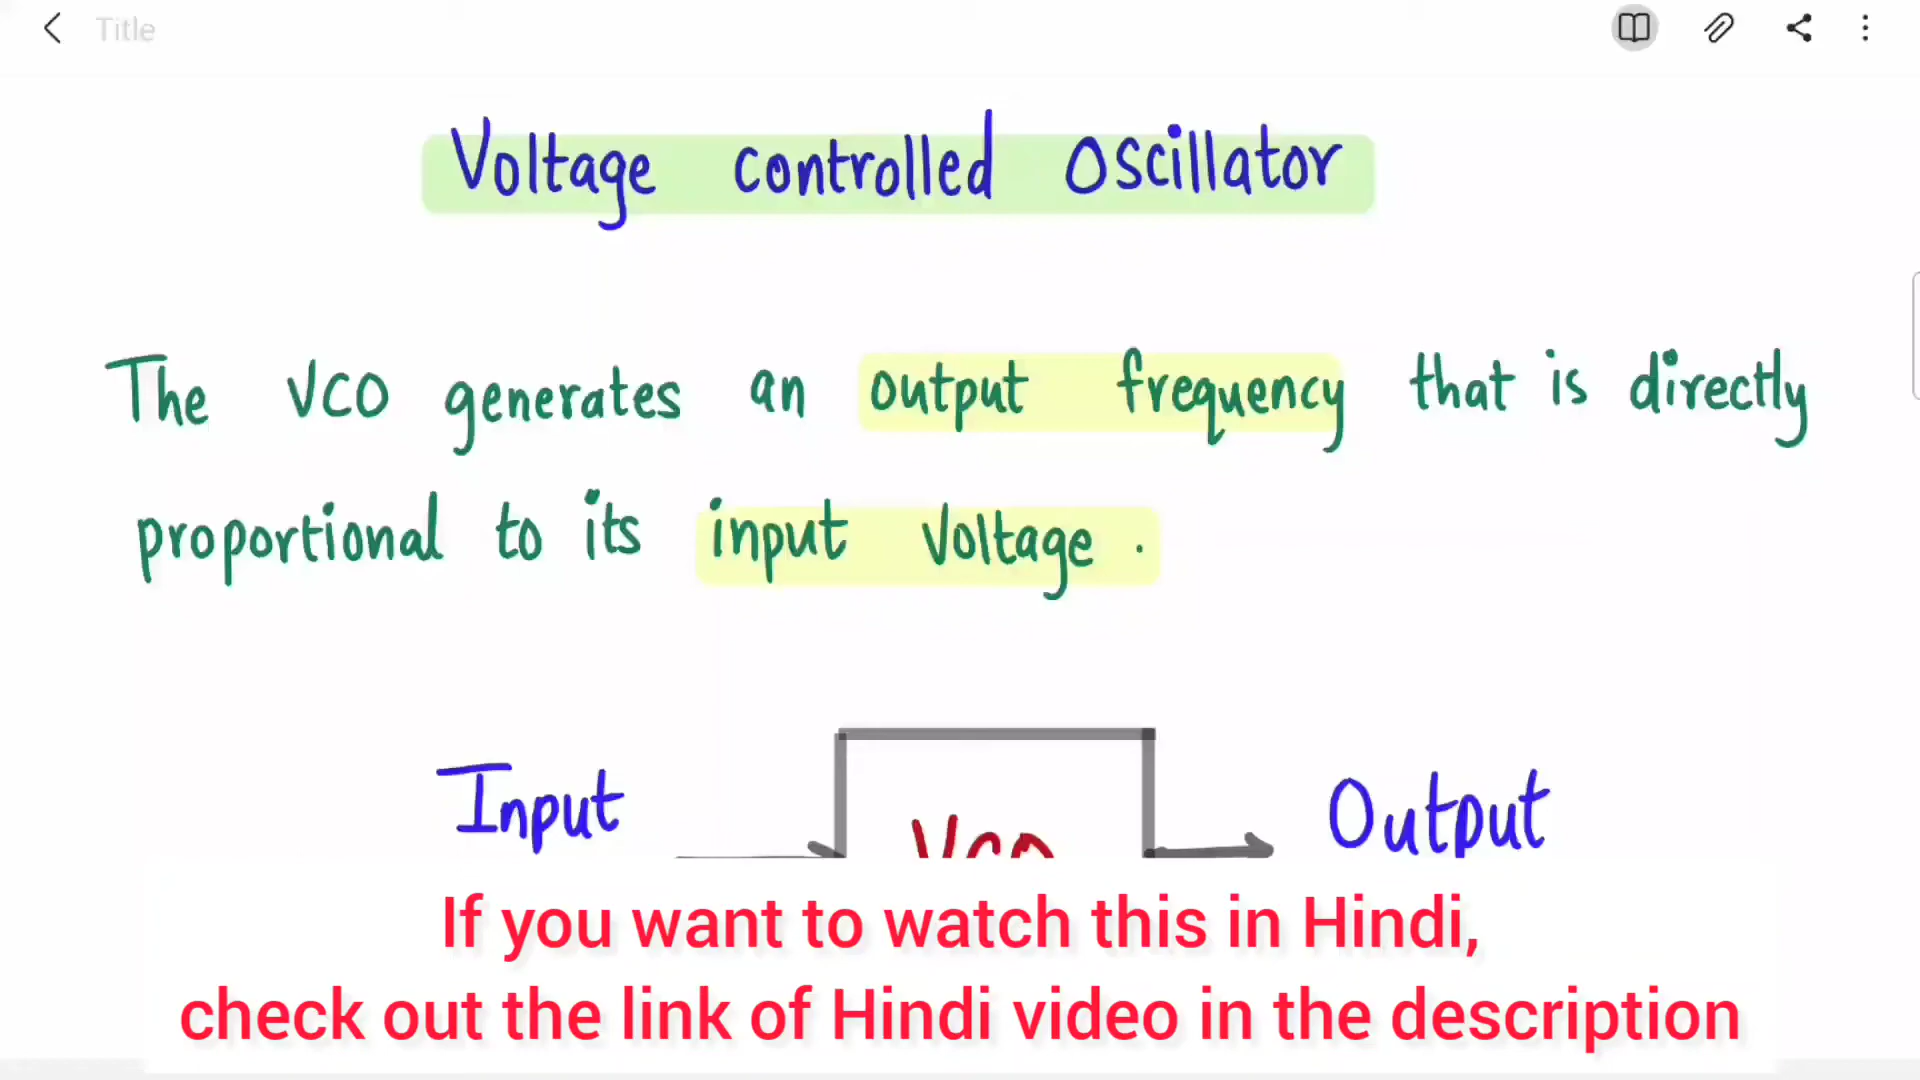 Title
Voltage controlled Oscillator
The VCO generates an output frequency that is directly
proportional to its input voltage.
Input VCO Output
If you want to watch this in Hindi,
check out the link of Hindi video in the description